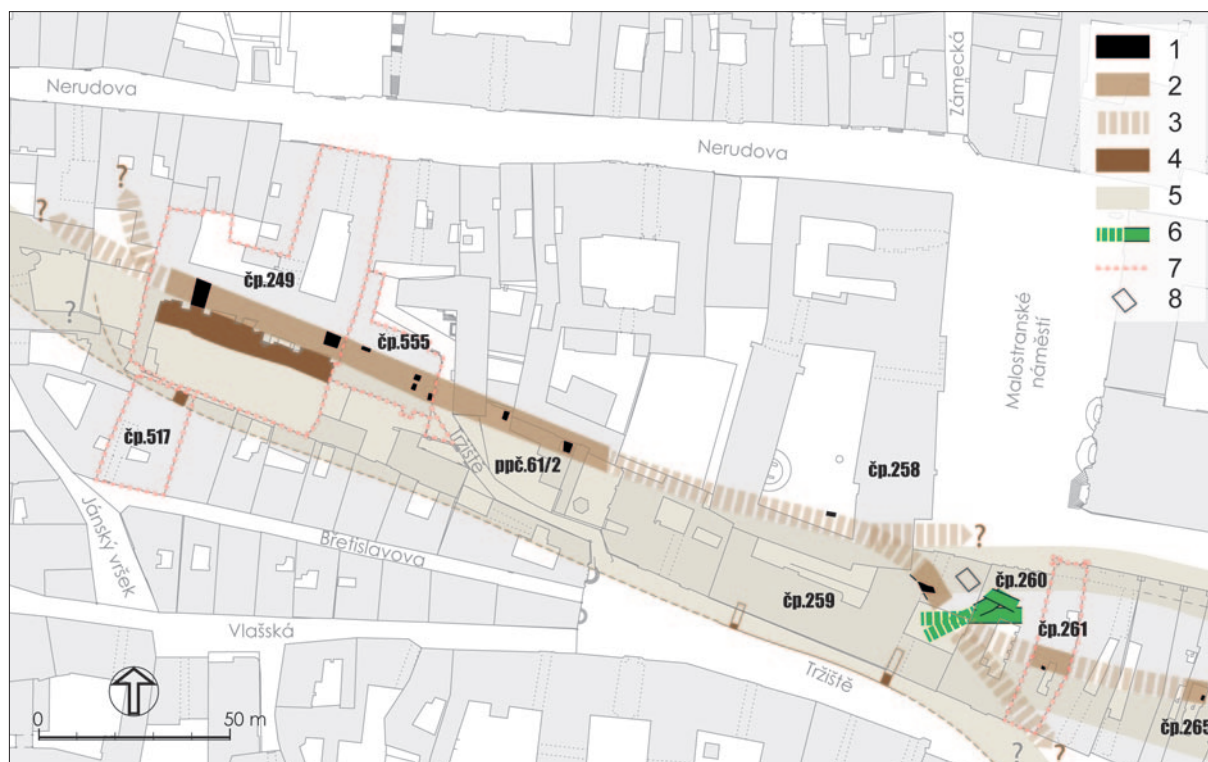 Nerudova
Nerudova
Zámecká
1
2
3
4
5
6
7
8
?
?
čp.249
čp.555
?
Malostranské
náměstí
čp.517
Tržiště
ppč.61/2
čp.258
?
Jánský vršek
Břetislavova
čp.259
čp.260
čp.261
Vlašská
Tržiště
čp.265
?
?
0 50 m